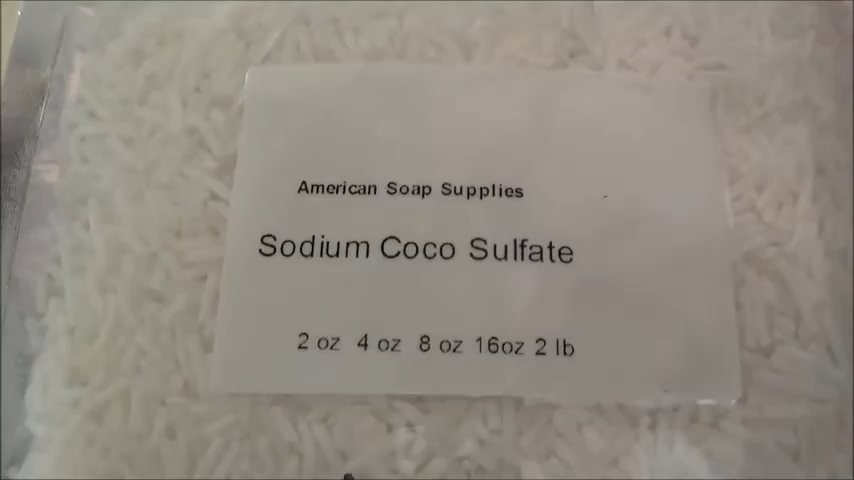 American Soap Supplies
Sodium Coco Sulfate
2 oz 4 oz 8 oz 16oz 2 lb